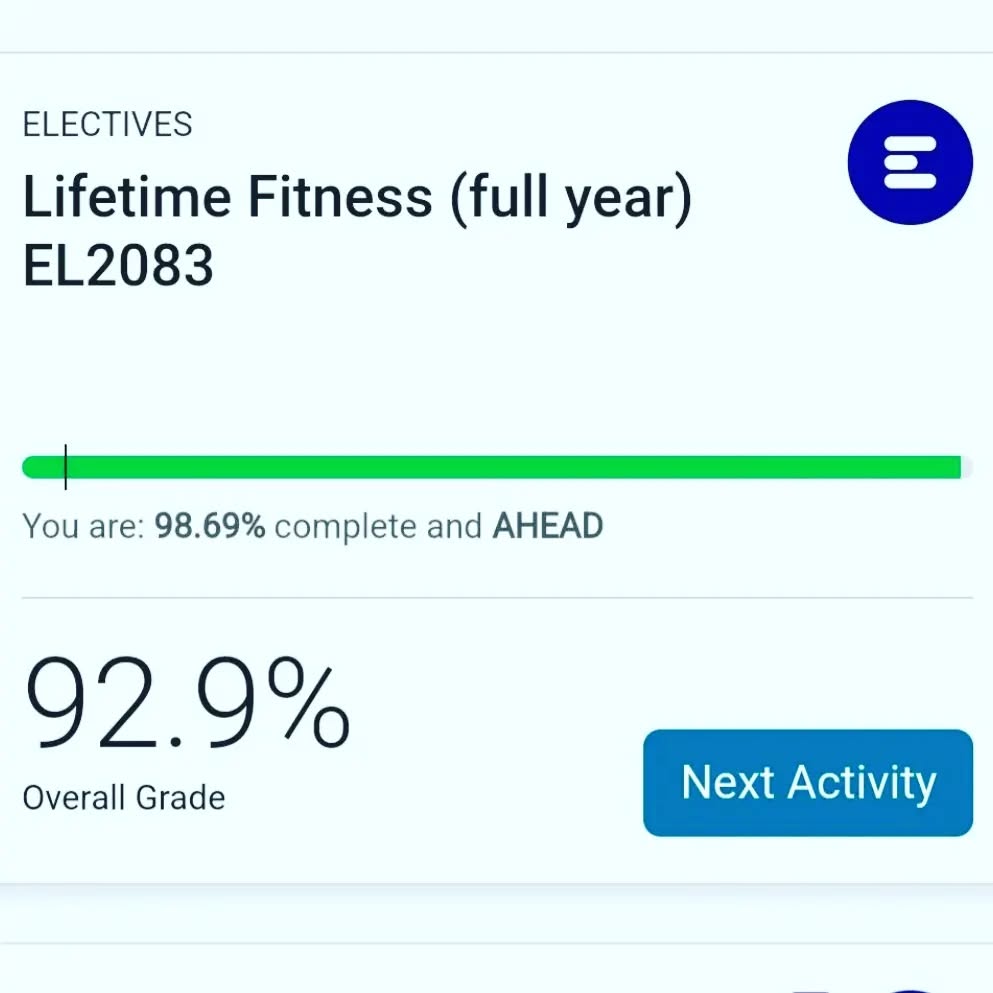 ELECTIVES
Lifetime Fitness (full year)
EL2083
You are: 98.69% complete and AHEAD
92.9%
Overall Grade
Next Activity